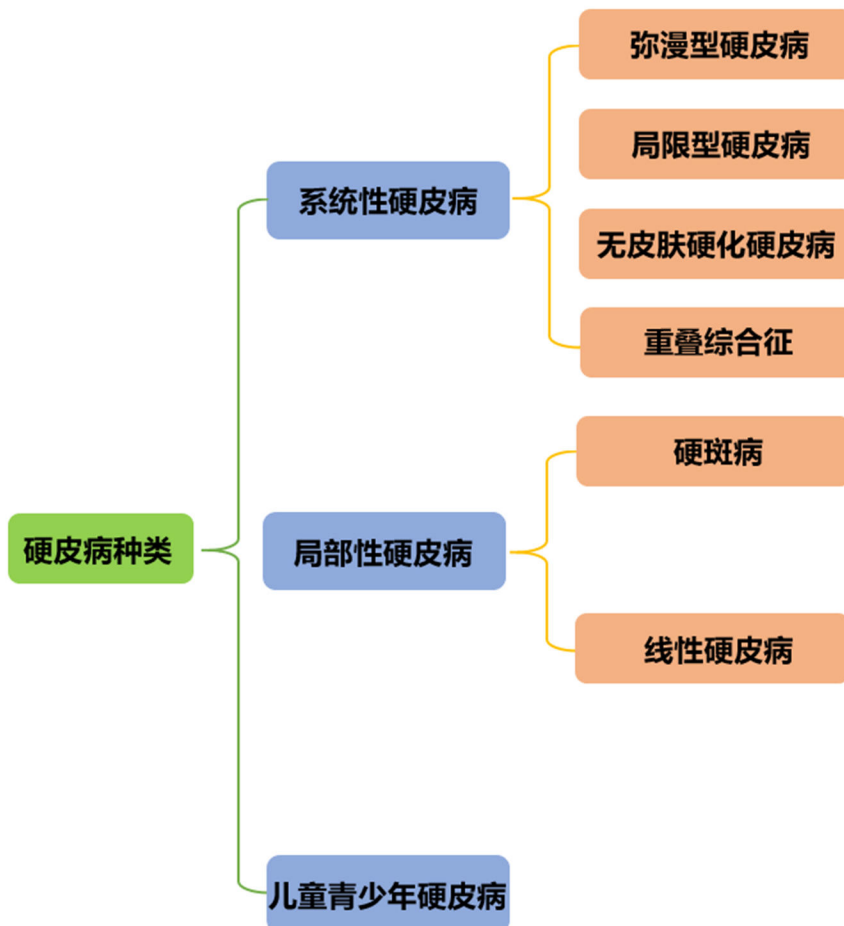 硬皮病种类
系统性硬皮病
弥漫型硬皮病
局限型硬皮病
无皮肤硬化硬皮病
重叠综合征
局部性硬皮病
硬斑病
线性硬皮病
儿童青少年硬皮病